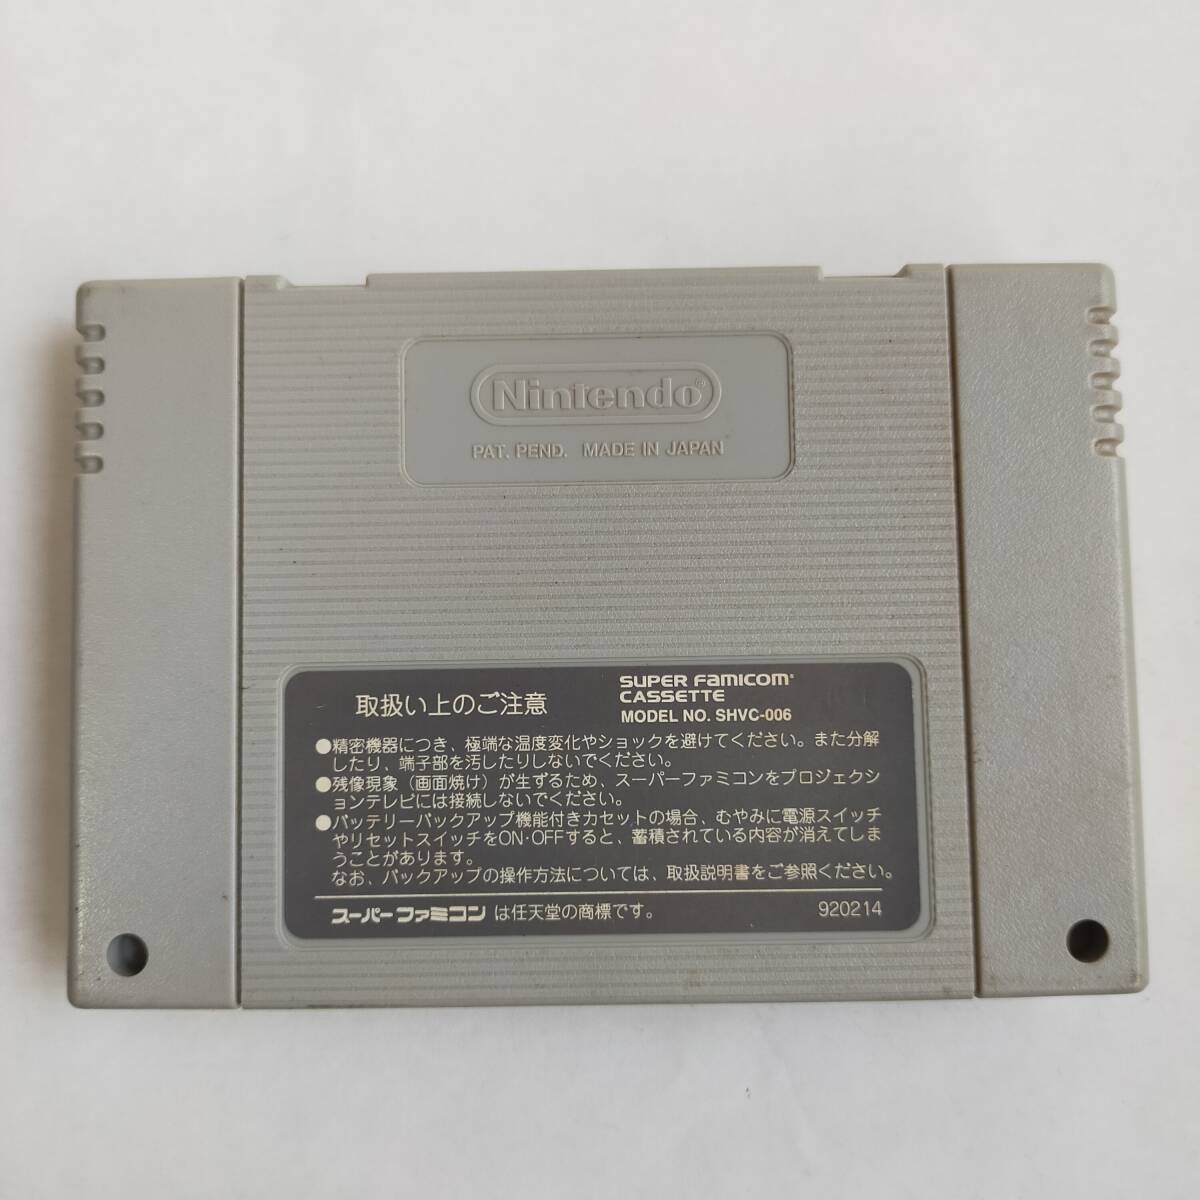 Nintendo®
PAT. PEND. MADE IN JAPAN
取扱い上のご注意
SUPER FAMICOM
CASSETTE
MODEL NO. SHVC-006
●精密機器につき、極端な温度変化やショックを避けてください。また分解
したり、端子部を汚したりしないでください。
●残像現象（画面焼け）が生ずるため、スーパーファミコンをプロジェクシ
ョンテレビには接続しないでください。
●バッテリーバックアップ機能付きカセットの場合、むやみに電源スイッチ
やリセットスイッチをON・OFFすると、蓄積されている内容が消えてしま
うことがあります。
なお、バックアップの操作方法については、取扱説明書をご参照ください。
スーパーファミコン は任天堂の商標です。 920214